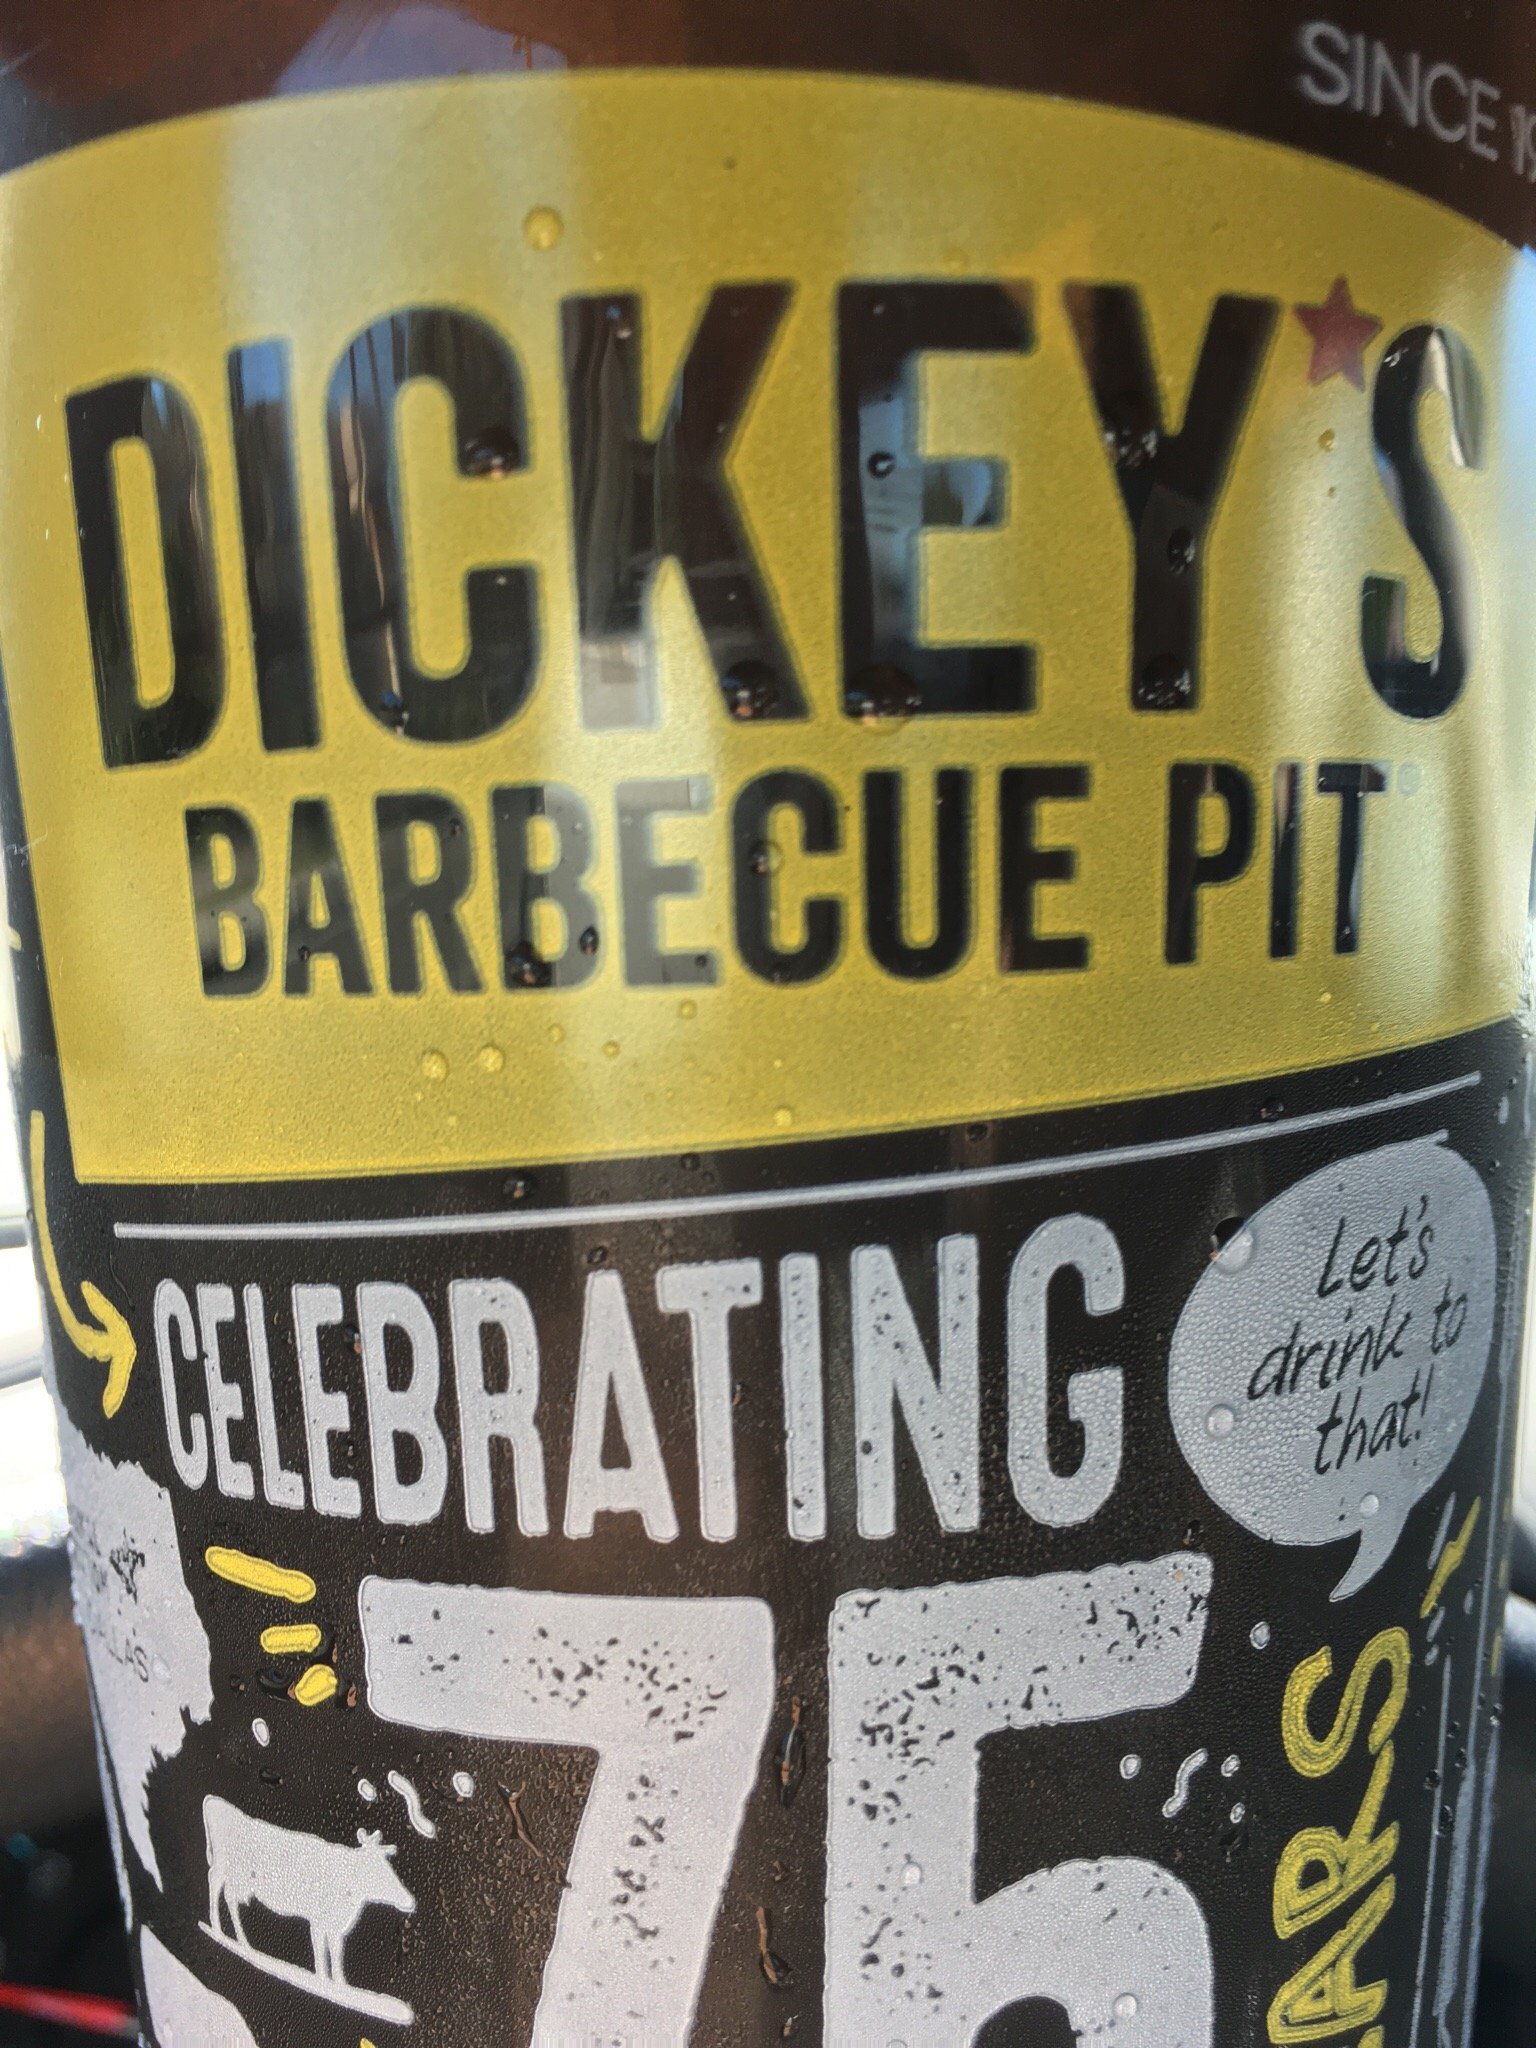 SINCE
DICKEY'S
BARBECUE PIT®
CELEBRATING
Let's
drink to
that!
75